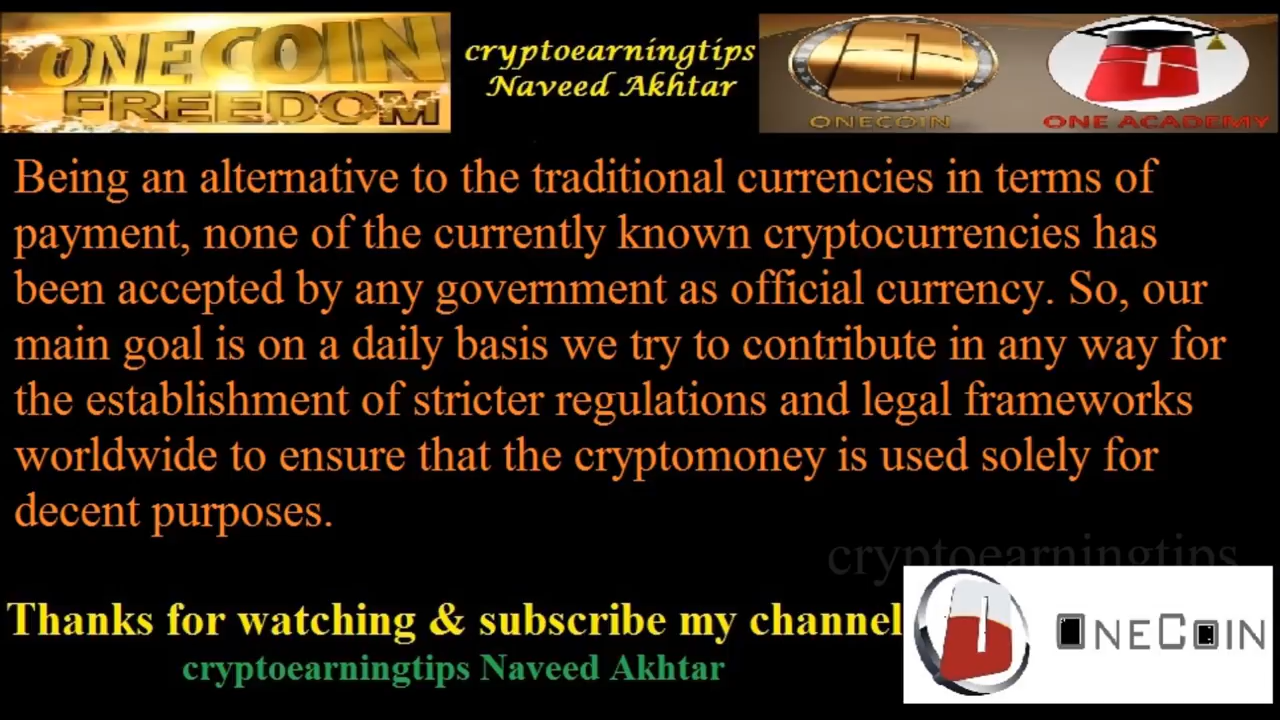 ONE COIN
FREEDOM
cryptoearningtips
Naveed Akhtar
ONECOIN
ONE ACADEMY
Being an alternative to the traditional currencies in terms of
payment, none of the currently known cryptocurrencies has
been accepted by any government as official currency. So, our
main goal is on a daily basis we try to contribute in any way for
the establishment of stricter regulations and legal frameworks
worldwide to ensure that the cryptomoney is used solely for
decent purposes.
cryptoearningtips
Thanks for watching & subscribe my channel
cryptoearningtips Naveed Akhtar
ONECOIN